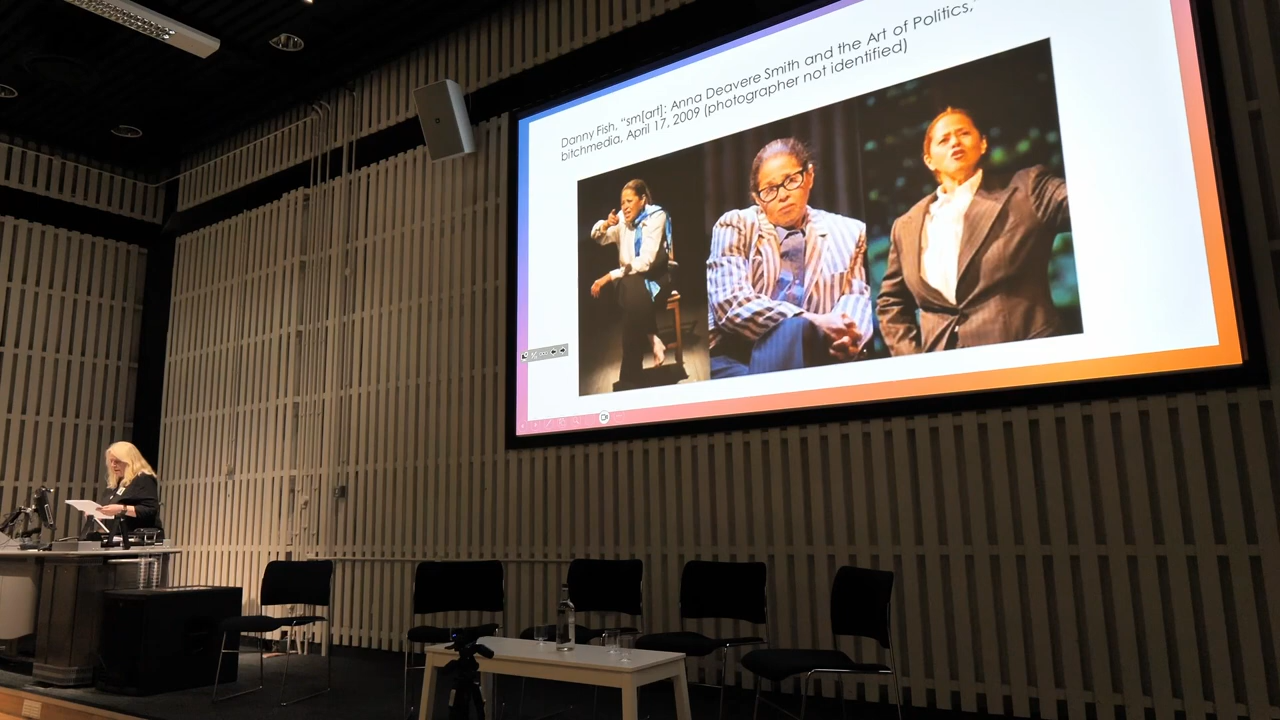 Danny Fish, "sm[art]: Anna Deavere Smith and the Art of Politics,"
bitchmedia, April 17, 2009 (photographer not identified)